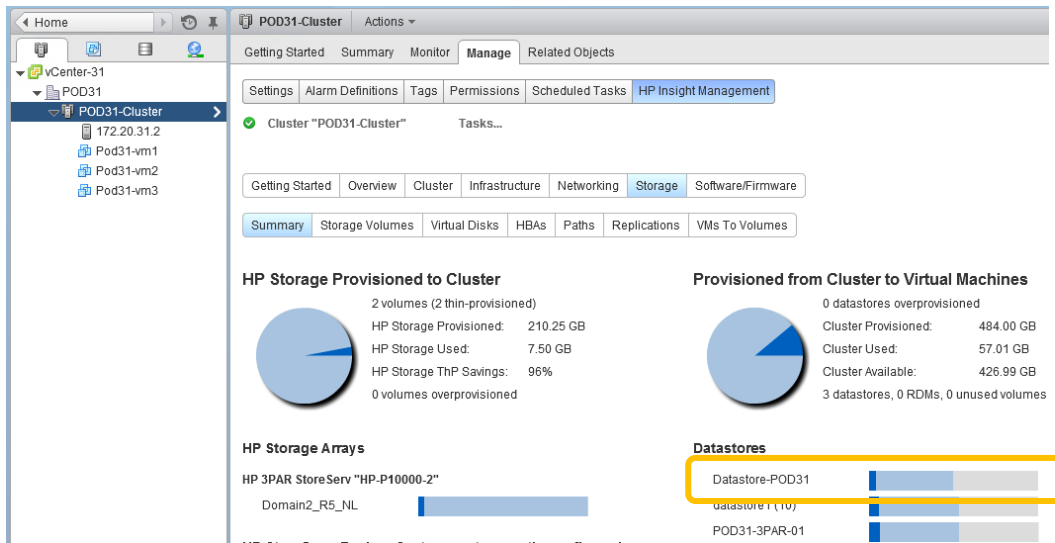 Home
POD31-Cluster Actions
Getting Started Summary Monitor Manage Related Objects
vCenter-31
POD31
POD31-Cluster
172.20.31.2
Pod31-vm1
Pod31-vm2
Pod31-vm3
Settings Alarm Definitions Tags Permissions Scheduled Tasks HP Insight Management
Cluster "POD31-Cluster" Tasks...
Getting Started Overview Cluster Infrastructure Networking Storage Software/Firmware
Summary Storage Volumes Virtual Disks HBAs Paths Replications VMs To Volumes
HP Storage Provisioned to Cluster
2 volumes (2 thin-provisioned)
HP Storage Provisioned: 210.25 GB
HP Storage Used: 7.50 GB
HP Storage ThP Savings: 96%
0 volumes overprovisioned
Provisioned from Cluster to Virtual Machines
0 datastores overprovisioned
Cluster Provisioned: 484.00 GB
Cluster Used: 57.01 GB
Cluster Available: 426.99 GB
3 datastores, 0 RDMs, 0 unused volumes
HP Storage Arrays
HP 3PAR StoreServ "HP-P10000-2"
Domain2_R5_NL
Datastores
Datastore-POD31
datastore1 (10)
POD31-3PAR-01